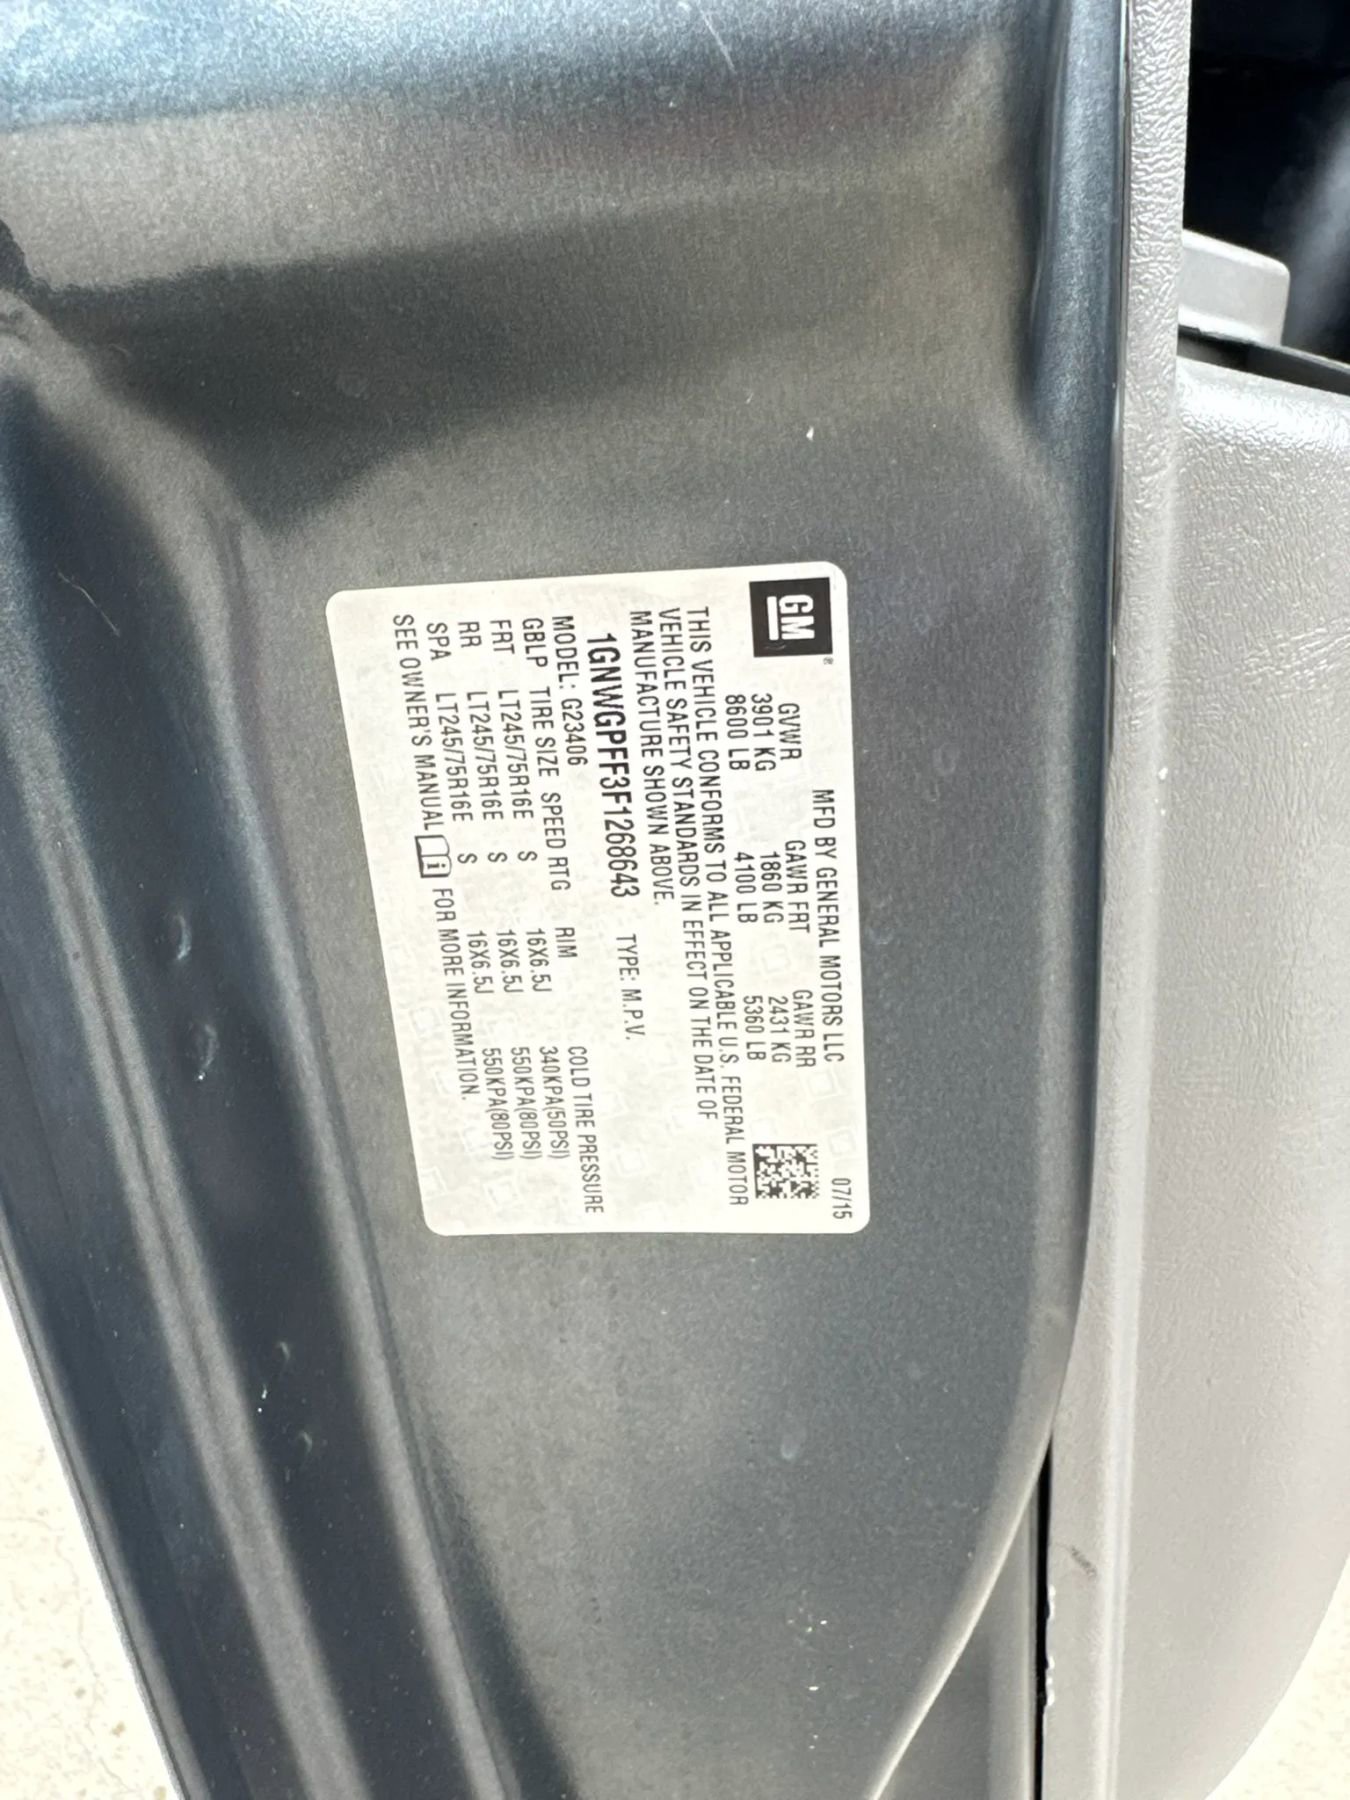 GM®
MFD BY GENERAL MOTORS LLC 07/15
GVWR GAWR FRT GAWR RR
3901 KG 1860 KG 2431 KG
8600 LB 4100 LB 5360 LB
THIS VEHICLE CONFORMS TO ALL APPLICABLE U.S. FEDERAL MOTOR
VEHICLE SAFETY STANDARDS IN EFFECT ON THE DATE OF
MANUFACTURE SHOWN ABOVE.
1GNWGPFF3F1268643 TYPE: M.P.V.
MODEL: G23406
GBLP TIRE SIZE SPEED RTG RIM COLD TIRE PRESSURE
FRT LT245/75R16E S 16X6.5J 340KPA(50PSI)
RR LT245/75R16E S 16X6.5J 550KPA(80PSI)
SPA LT245/75R16E S 16X6.5J 550KPA(80PSI)
SEE OWNER'S MANUAL i FOR MORE INFORMATION.